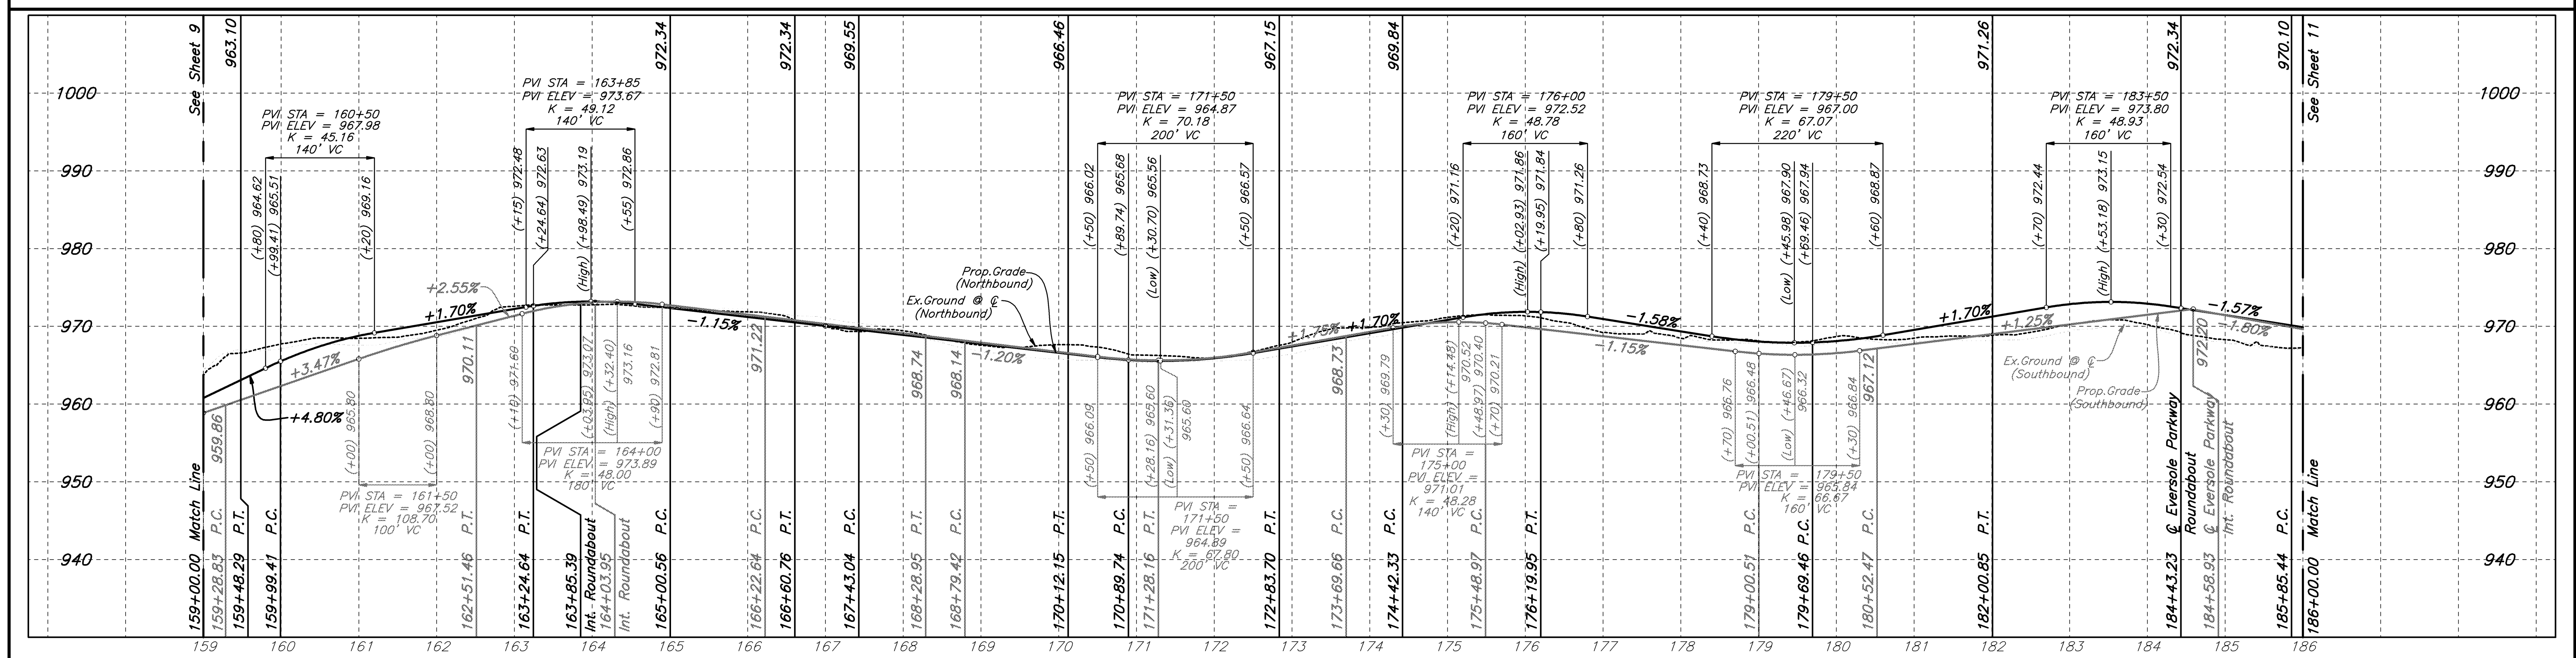 See Sheet 9
963.10
972.34
972.34
969.55
966.46
967.15
969.84
971.26
972.34
970.10
See Sheet 11
1000
990
980
970
960
950
940
1000
990
980
970
960
950
940
PVI STA = 160+50
PVI ELEV = 967.98
K = 45.16
140' VC
(+80) 964.62
(+99.41) 965.51
(+20) 969.16
PVI STA = 163+85
PVI ELEV = 973.67
K = 49.12
140' VC
(+15) 972.48
(+24.64) 972.63
(High) (+98.49) 973.19
(+55) 972.86
PVI STA = 171+50
PVI ELEV = 964.87
K = 70.18
200' VC
(+50) 966.02
(+89.74) 965.68
(Low) (+30.70) 965.56
(+50) 966.57
PVI STA = 176+00
PVI ELEV = 972.52
K = 48.78
160' VC
(+20) 971.16
(High) (+02.93) 971.86
(+19.95) 971.84
(+80) 971.26
PVI STA = 179+50
PVI ELEV = 967.00
K = 67.07
220' VC
(+40) 968.73
(Low) (+45.98) 967.90
(+69.46) 967.94
(+60) 968.87
PVI STA = 183+50
PVI ELEV = 973.80
K = 48.93
160' VC
(+70) 972.44
(High) (+53.18) 973.15
(+30) 972.54
+2.55%
+1.70%
+3.47%
+4.80%
-1.15%
Prop.Grade
(Northbound)
Ex.Ground @ ℄
(Northbound)
-1.20%
+1.75%
+1.70%
-1.58%
-1.15%
+1.70%
+1.25%
-1.57%
-1.80%
Ex.Ground @ ℄
(Southbound)
Prop.Grade
(Southbound)
959.86
970.11
971.22
968.74
968.14
968.73
967.12
972.20
(+00) 965.80
(+00) 968.80
PVI STA = 161+50
PVI ELEV = 967.52
K = 108.70
100' VC
(+10) 971.60
(+03.95) 973.07
(High) (+32.40)
973.16
(+90) 972.81
PVI STA = 164+00
PVI ELEV = 973.89
K = 48.00
180' VC
(+50) 966.09
(+28.16) 965.60
(Low) (+31.36)
965.60
(+50) 966.64
PVI STA =
171+50
PVI ELEV =
964.89
K = 67.80
200' VC
(+30) 969.79
(High) (+14.48)
970.52
(+48.97) 970.40
(+70) 970.21
PVI STA =
175+00
PVI ELEV =
971.01
K = 48.28
140' VC
(+70) 966.76
(+00.51) 966.48
(Low) (+46.67)
966.32
(+30) 966.84
PVI STA = 179+50
PVI ELEV = 965.84
K = 66.67
160' VC
159+00.00 Match Line
159+28.83 P.C.
159+48.29 P.T.
159+99.41 P.C.
162+51.46 P.T.
163+24.64 P.T.
163+85.39
Int. Roundabout
164+03.95
Int. Roundabout
165+00.56 P.C.
166+22.64 P.C.
166+60.76 P.T.
167+43.04 P.C.
168+28.95 P.T.
168+79.42 P.C.
170+12.15 P.T.
170+89.74 P.C.
171+28.16 P.T.
172+83.70 P.T.
173+69.66 P.C.
174+42.33 P.C.
175+48.97 P.T.
176+19.95 P.T.
179+00.51 P.C.
179+69.46 P.C.
180+52.47 P.C.
182+00.85 P.T.
184+43.23 ℄ Eversole Parkway
Roundabout
184+58.93 ℄ Eversole Parkway
Int. Roundabout
185+85.44 P.C.
186+00.00 Match Line
159 160 161 162 163 164 165 166 167 168 169 170 171 172 173 174 175 176 177 178 179 180 181 182 183 184 185 186